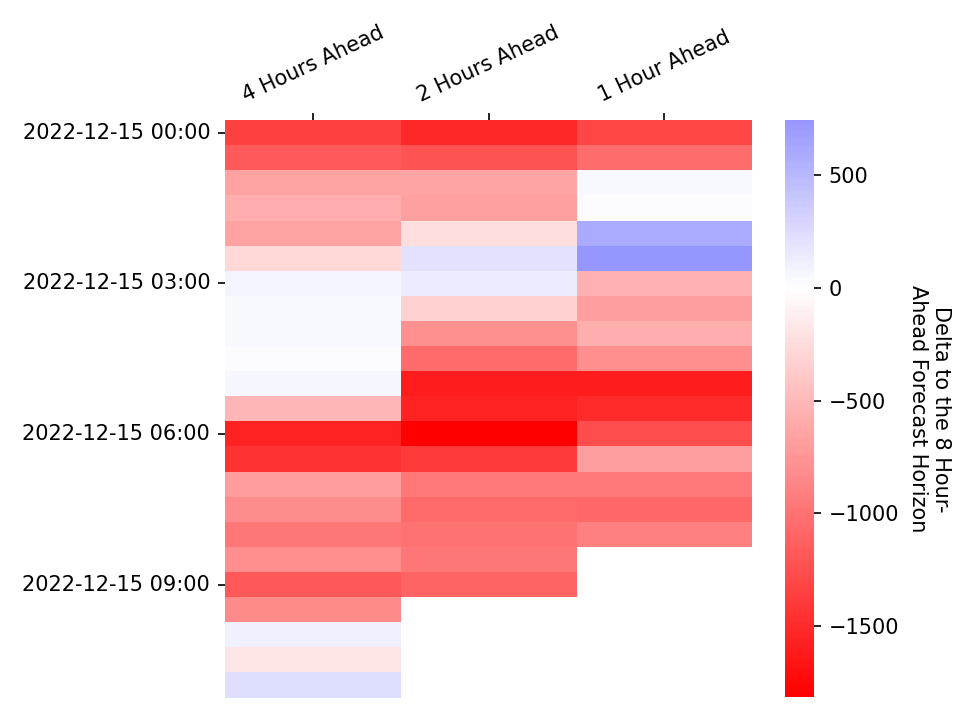 4 Hours Ahead
2 Hours Ahead
1 Hour Ahead
2022-12-15 00:00
2022-12-15 03:00
2022-12-15 06:00
2022-12-15 09:00
500
0
−500
−1000
−1500
Delta to the 8 Hour-
Ahead Forecast Horizon